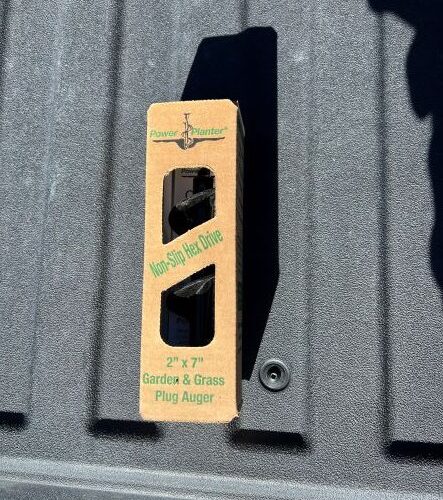 Power Planter®
Non-Slip Hex Drive
2" x 7"
Garden & Grass
Plug Auger